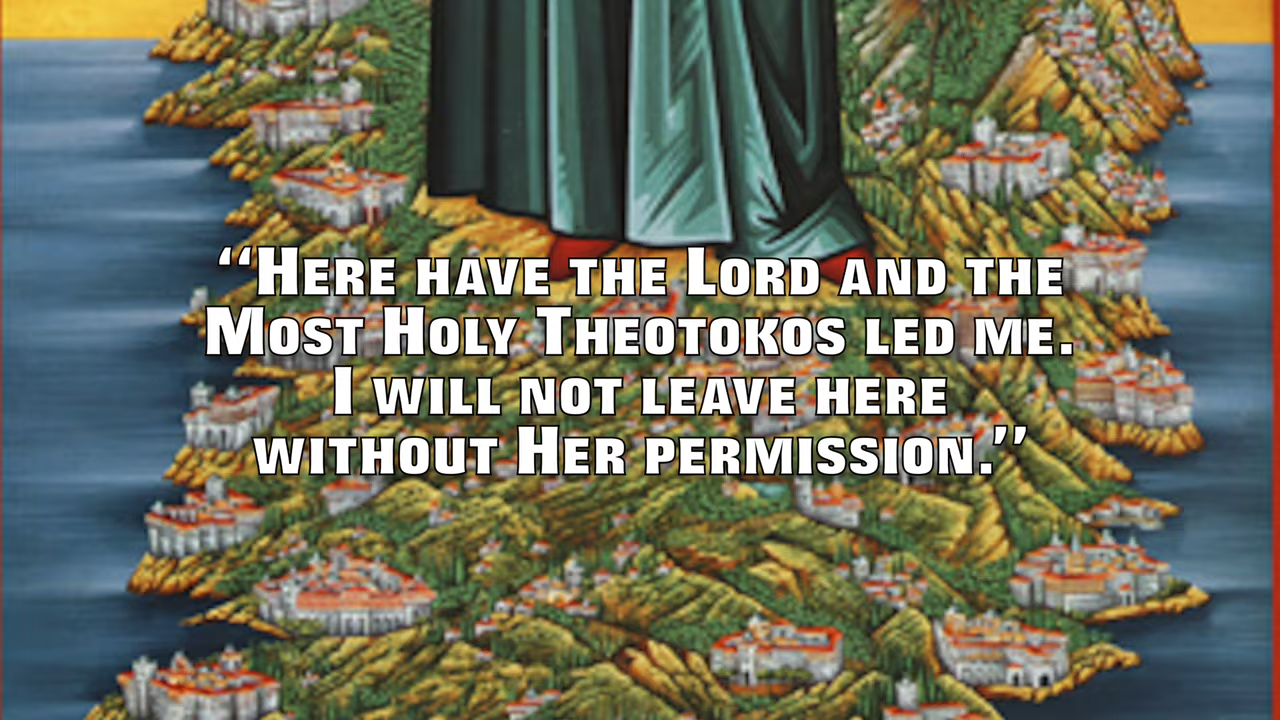 “Here have the Lord and the
Most Holy Theotokos led me.
I will not leave here
without Her permission.”